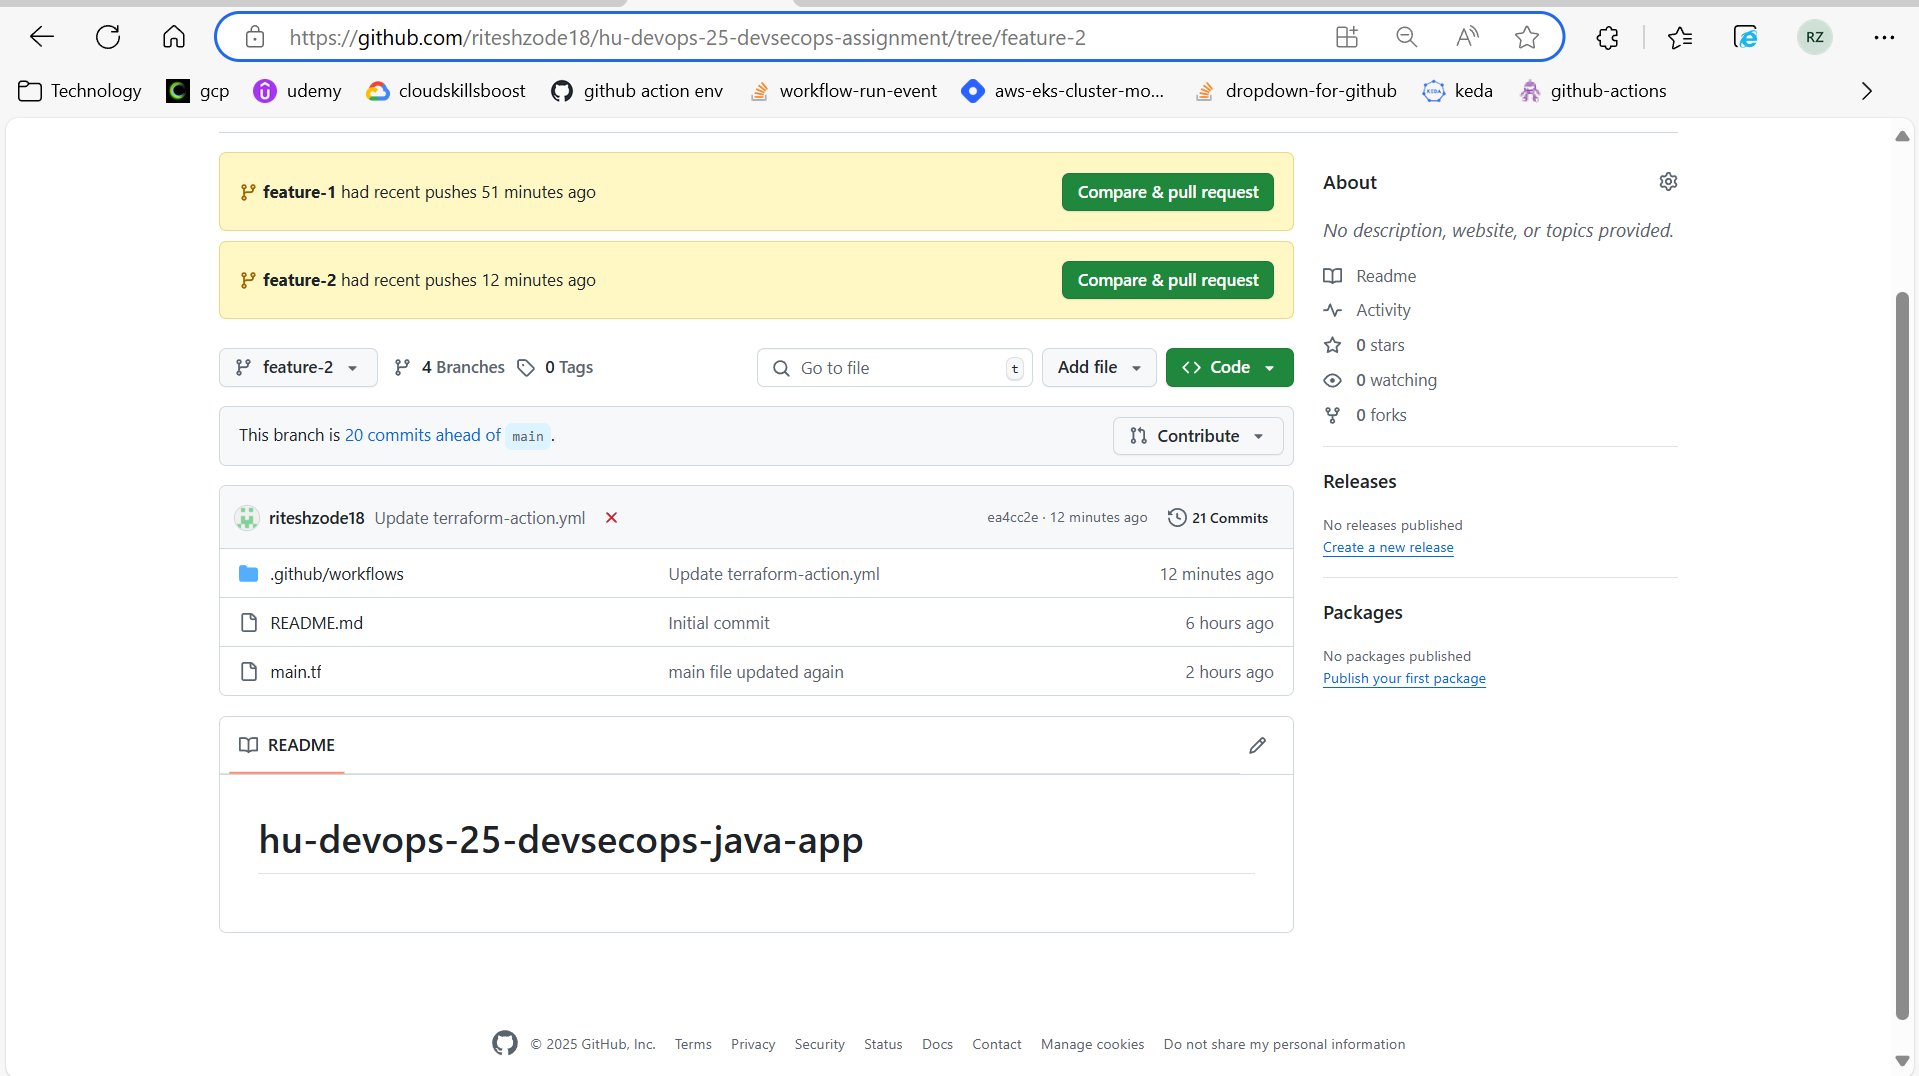 https://github.com/riteshzode18/hu-devops-25-devsecops-assignment/tree/feature-2
RZ
Technology
gcp
udemy
cloudskillsboost
github action env
workflow-run-event
aws-eks-cluster-mo...
dropdown-for-github
keda
github-actions
feature-1 had recent pushes 51 minutes ago
Compare & pull request
feature-2 had recent pushes 12 minutes ago
Compare & pull request
feature-2
4 Branches
0 Tags
Go to file
t
Add file
Code
This branch is 20 commits ahead of main .
Contribute
riteshzode18 Update terraform-action.yml
ea4cc2e · 12 minutes ago
21 Commits
.github/workflows
Update terraform-action.yml
12 minutes ago
README.md
Initial commit
6 hours ago
main.tf
main file updated again
2 hours ago
README
hu-devops-25-devsecops-java-app
About
No description, website, or topics provided.
Readme
Activity
0 stars
0 watching
0 forks
Releases
No releases published
Create a new release
Packages
No packages published
Publish your first package
© 2025 GitHub, Inc.
Terms
Privacy
Security
Status
Docs
Contact
Manage cookies
Do not share my personal information